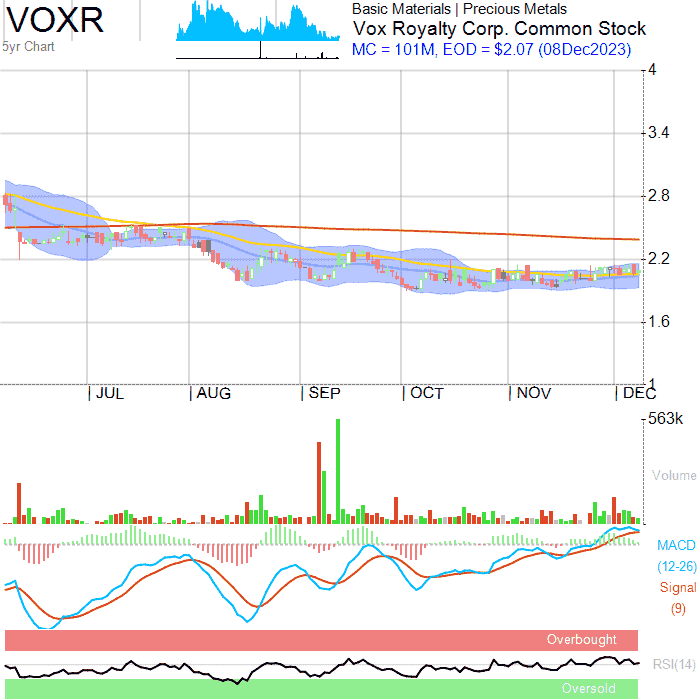 VOXR
5yr Chart
Basic Materials | Precious Metals
Vox Royalty Corp. Common Stock
MC = 101M, EOD = $2.07 (08Dec2023)
4
3.4
2.8
2.2
1.6
1
JUL AUG SEP OCT NOV DEC
563k
Volume
MACD
(12-26)
Signal
(9)
Overbought
RSI(14)
Oversold